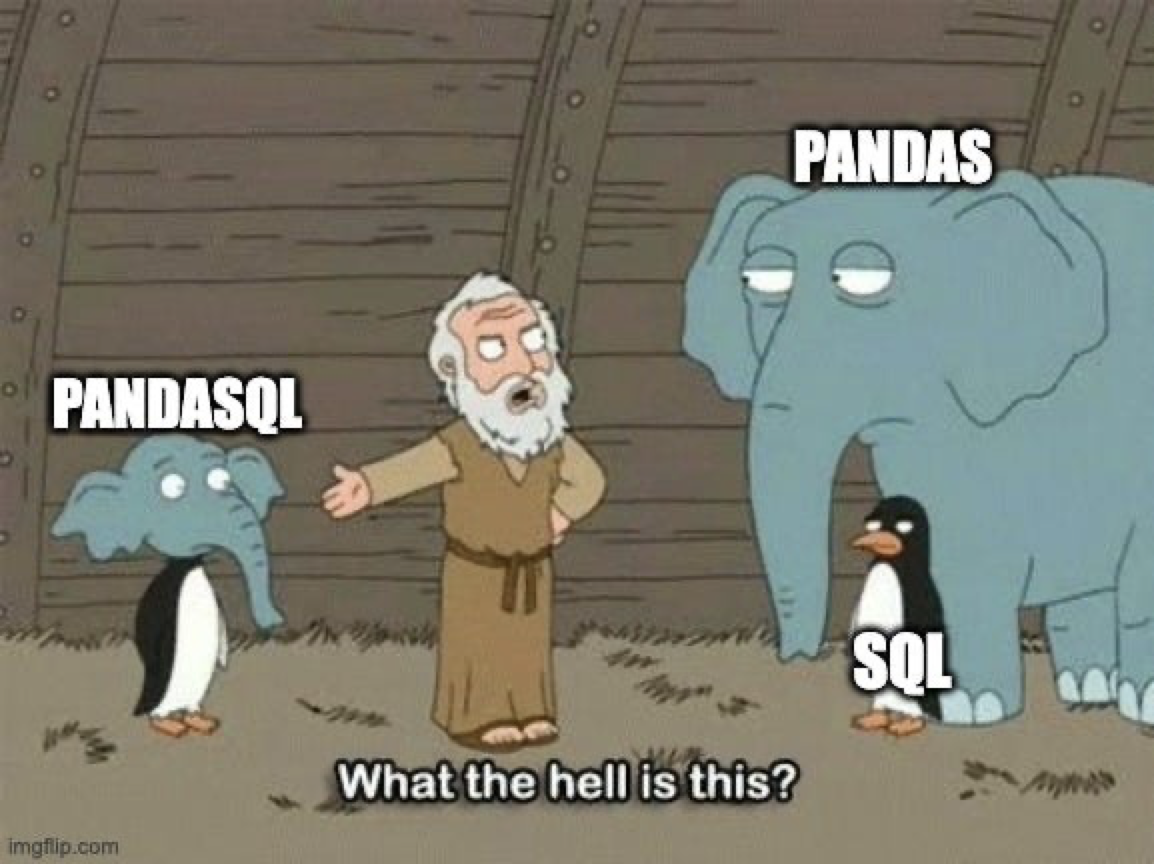 PANDAS
PANDASQL
SQL
What the hell is this?
imgflip.com